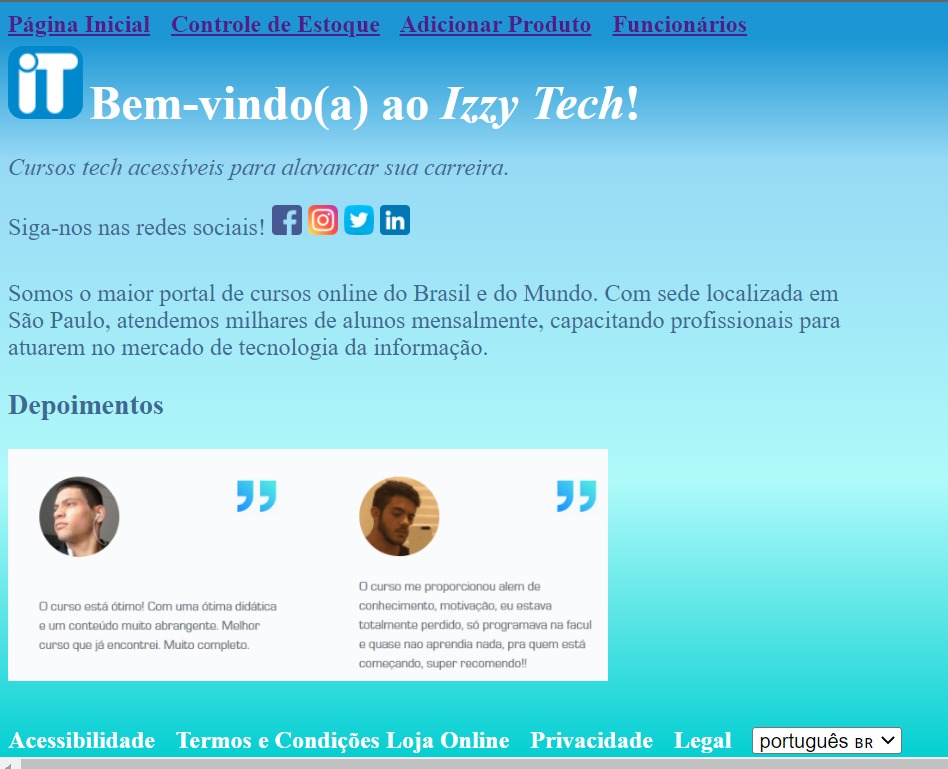 Página Inicial Controle de Estoque Adicionar Produto Funcionários
iT Bem-vindo(a) ao Izzy Tech!
Cursos tech acessíveis para alavancar sua carreira.
Siga-nos nas redes sociais! f in
Somos o maior portal de cursos online do Brasil e do Mundo. Com sede localizada em
São Paulo, atendemos milhares de alunos mensalmente, capacitando profissionais para
atuarem no mercado de tecnologia da informação.
Depoimentos
O curso está ótimo! Com uma ótima didática
e um conteúdo muito abrangente. Melhor
curso que já encontrei. Muito completo.
O curso me proporcionou alem de
conhecimento, motivação, eu estava
totalmente perdido, só programava na facul
e quase nao aprendia nada, pra quem está
começando, super recomendo!!
Acessibilidade Termos e Condições Loja Online Privacidade Legal português ʙʀ